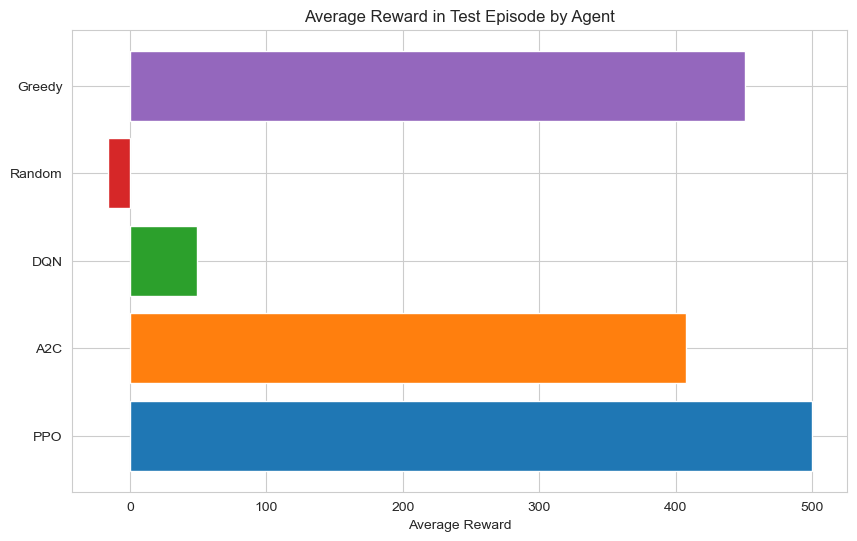 Average Reward in Test Episode by Agent
Greedy
Random
DQN
A2C
PPO
0 100 200 300 400 500
Average Reward